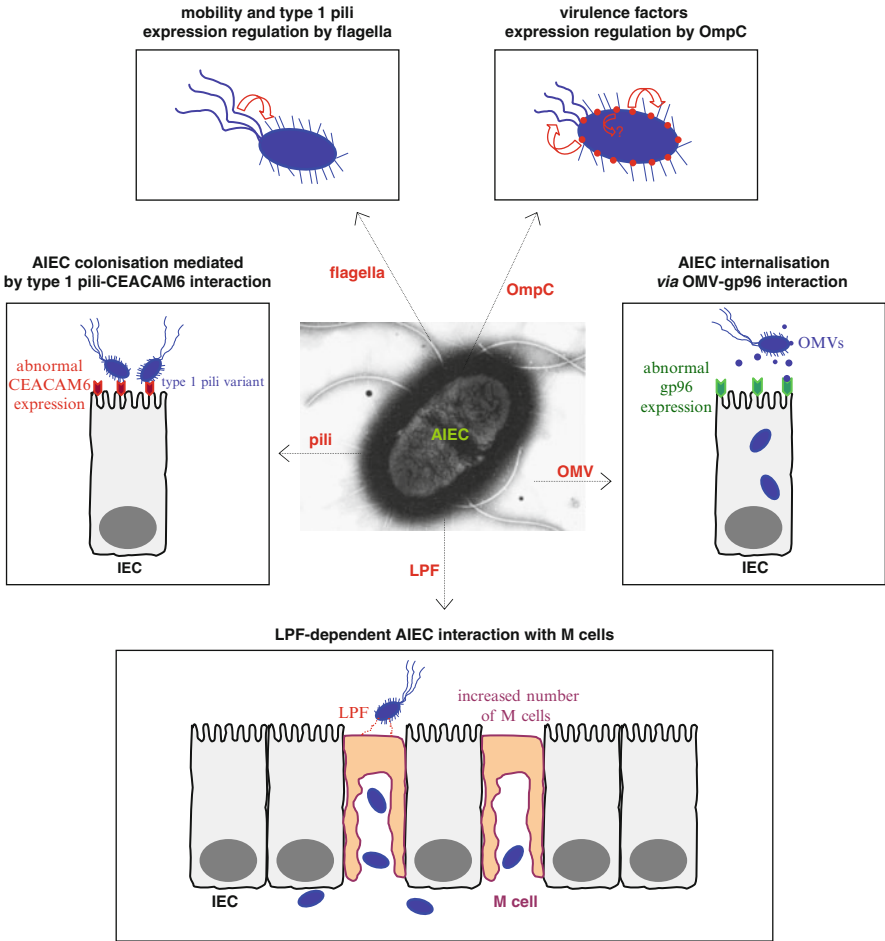 mobility and type 1 pili
expression regulation by flagella
virulence factors
expression regulation by OmpC
?
flagella
OmpC
AIEC colonisation mediated
by type 1 pili-CEACAM6 interaction
abnormal
CEACAM6
expression
type 1 pili variant
IEC
pili
AIEC
OMV
LPF
AIEC internalisation
via OMV-gp96 interaction
OMVs
abnormal
gp96
expression
IEC
LPF-dependent AIEC interaction with M cells
LPF
increased number
of M cells
IEC
M cell